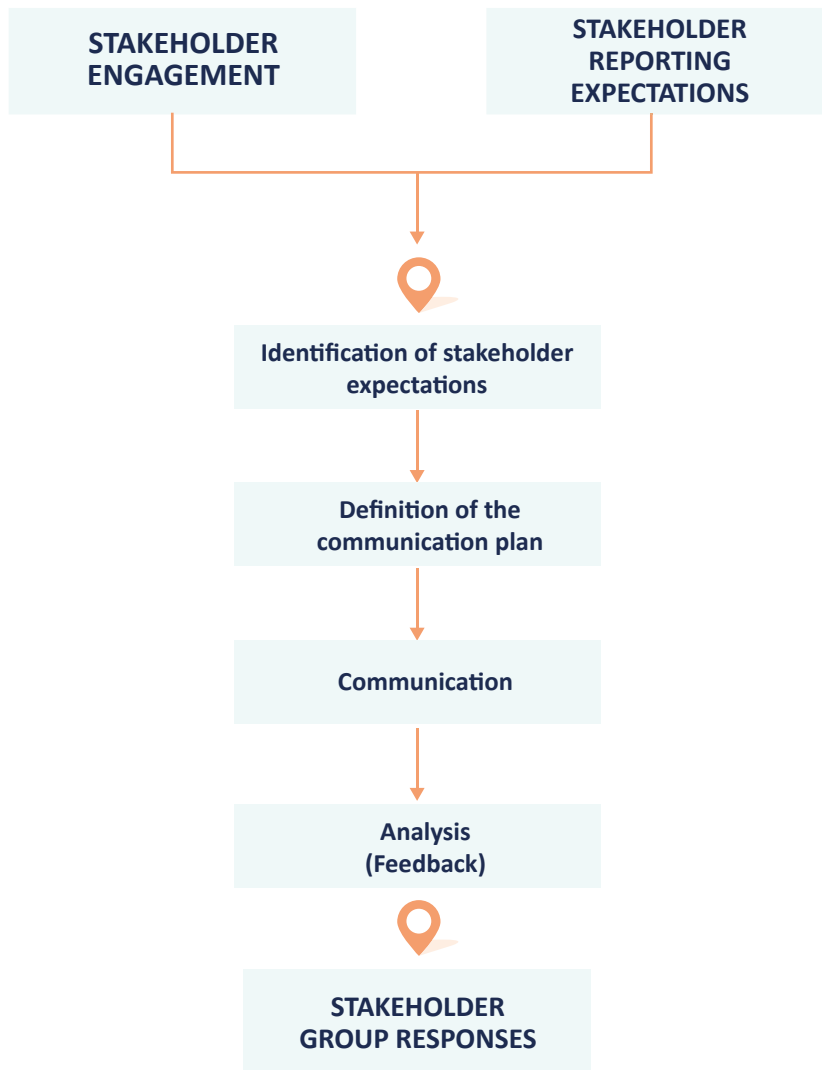 STAKEHOLDER
ENGAGEMENT
STAKEHOLDER
REPORTING
EXPECTATIONS
Identification of stakeholder
expectations
Definition of the
communication plan
Communication
Analysis
(Feedback)
STAKEHOLDER
GROUP RESPONSES